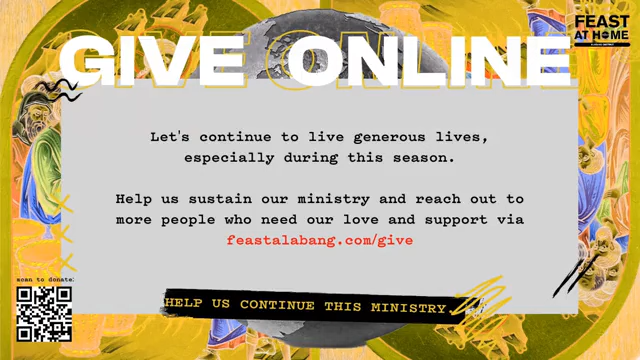 FEAST
AT HOME
GIVE ONLINE
Let's continue to live generous lives,
especially during this season.
Help us sustain our ministry and reach out to
more people who need our love and support via
feastalabang.com/give
scan to donate:
HELP US CONTINUE THIS MINISTRY.